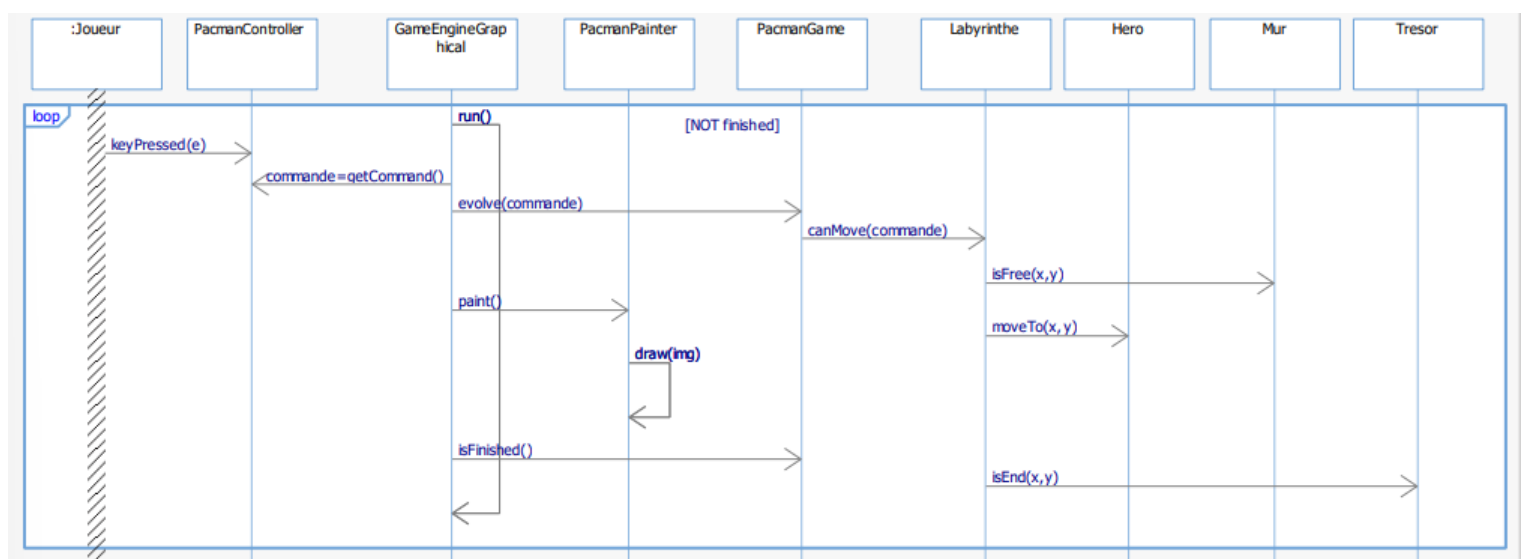 :Joueur
PacmanController
GameEngineGrap
hical
PacmanPainter
PacmanGame
Labyrinthe
Hero
Mur
Tresor
loop
run()
[NOT finished]
keyPressed(e)
commande=getCommand()
evolve(commande)
canMove(commande)
isFree(x,y)
paint()
moveTo(x,y)
draw(img)
isFinished()
isEnd(x,y)